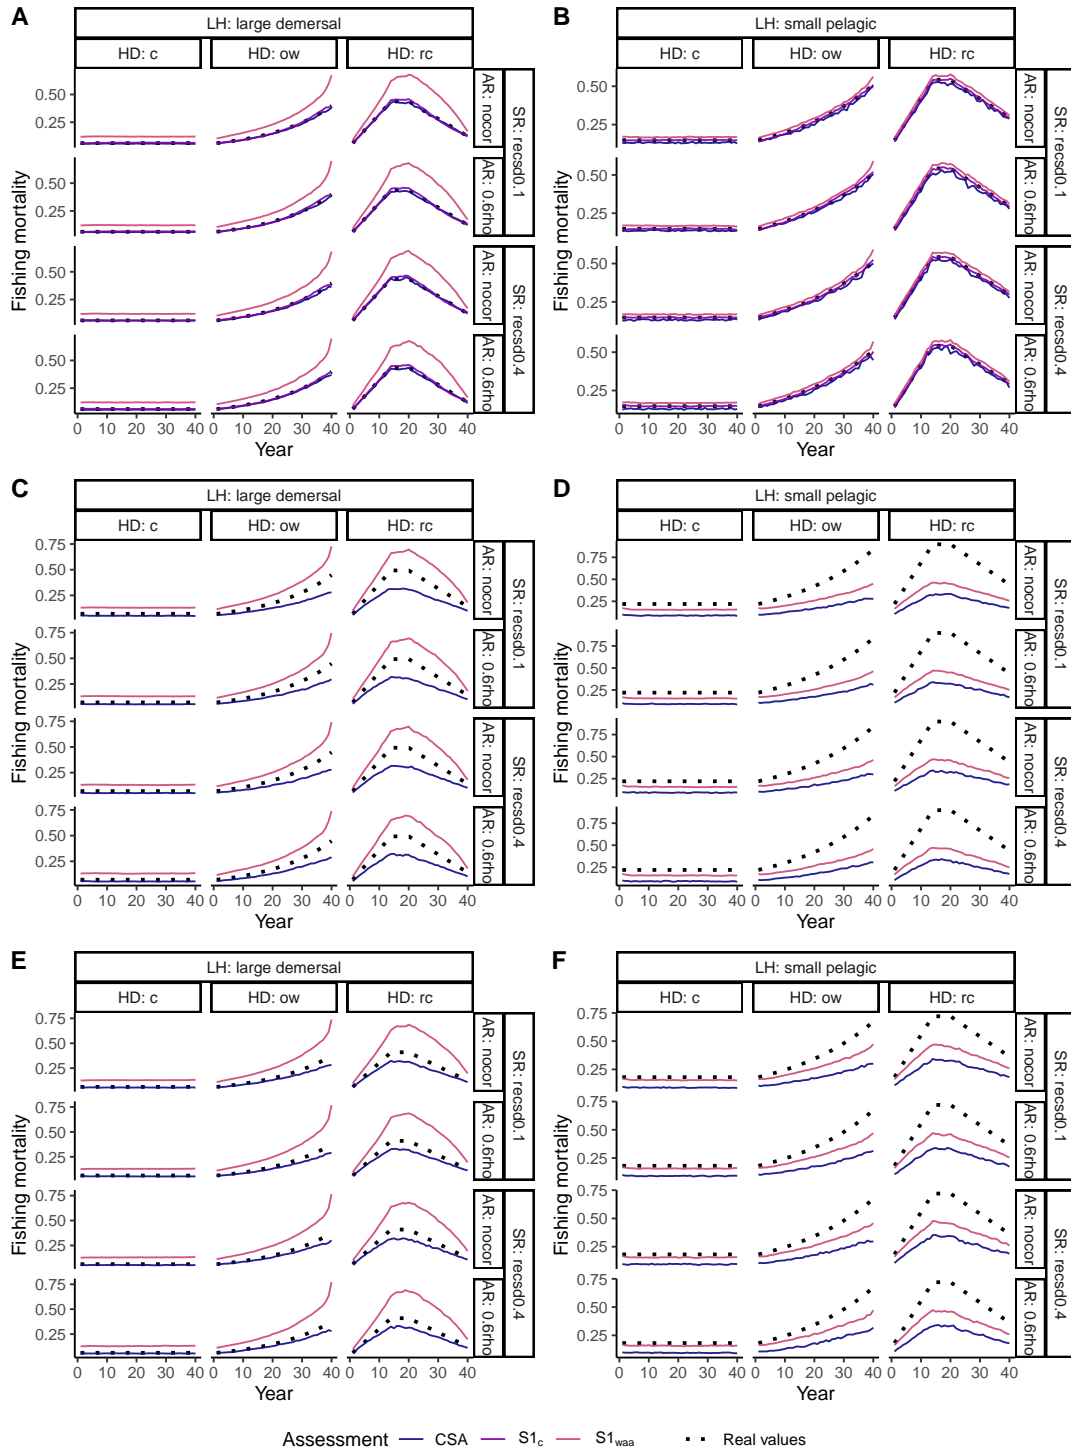 A
LH: large demersal
HD: c
HD: ow
HD: rc
Fishing mortality
0.50
0.25
AR: nocor
0.50
0.25
AR: 0.6rho
SR: recsd0.1
0.50
0.25
AR: nocor
0.50
0.25
AR: 0.6rho
SR: recsd0.4
0 10 20 30 40 0 10 20 30 40 0 10 20 30 40
Year
B
LH: small pelagic
HD: c
HD: ow
HD: rc
Fishing mortality
0.50
0.25
AR: nocor
0.50
0.25
AR: 0.6rho
SR: recsd0.1
0.50
0.25
AR: nocor
0.50
0.25
AR: 0.6rho
SR: recsd0.4
0 10 20 30 40 0 10 20 30 40 0 10 20 30 40
Year
C
LH: large demersal
HD: c
HD: ow
HD: rc
Fishing mortality
0.75
0.50
0.25
AR: nocor
0.75
0.50
0.25
AR: 0.6rho
SR: recsd0.1
0.75
0.50
0.25
AR: nocor
0.75
0.50
0.25
AR: 0.6rho
SR: recsd0.4
0 10 20 30 40 0 10 20 30 40 0 10 20 30 40
Year
D
LH: small pelagic
HD: c
HD: ow
HD: rc
Fishing mortality
0.75
0.50
0.25
AR: nocor
0.75
0.50
0.25
AR: 0.6rho
SR: recsd0.1
0.75
0.50
0.25
AR: nocor
0.75
0.50
0.25
AR: 0.6rho
SR: recsd0.4
0 10 20 30 40 0 10 20 30 40 0 10 20 30 40
Year
E
LH: large demersal
HD: c
HD: ow
HD: rc
Fishing mortality
0.75
0.50
0.25
AR: nocor
0.75
0.50
0.25
AR: 0.6rho
SR: recsd0.1
0.75
0.50
0.25
AR: nocor
0.75
0.50
0.25
AR: 0.6rho
SR: recsd0.4
0 10 20 30 40 0 10 20 30 40 0 10 20 30 40
Year
F
LH: small pelagic
HD: c
HD: ow
HD: rc
Fishing mortality
0.75
0.50
0.25
AR: nocor
0.75
0.50
0.25
AR: 0.6rho
SR: recsd0.1
0.75
0.50
0.25
AR: nocor
0.75
0.50
0.25
AR: 0.6rho
SR: recsd0.4
0 10 20 30 40 0 10 20 30 40 0 10 20 30 40
Year
Assessment CSA S1c S1waa Real values